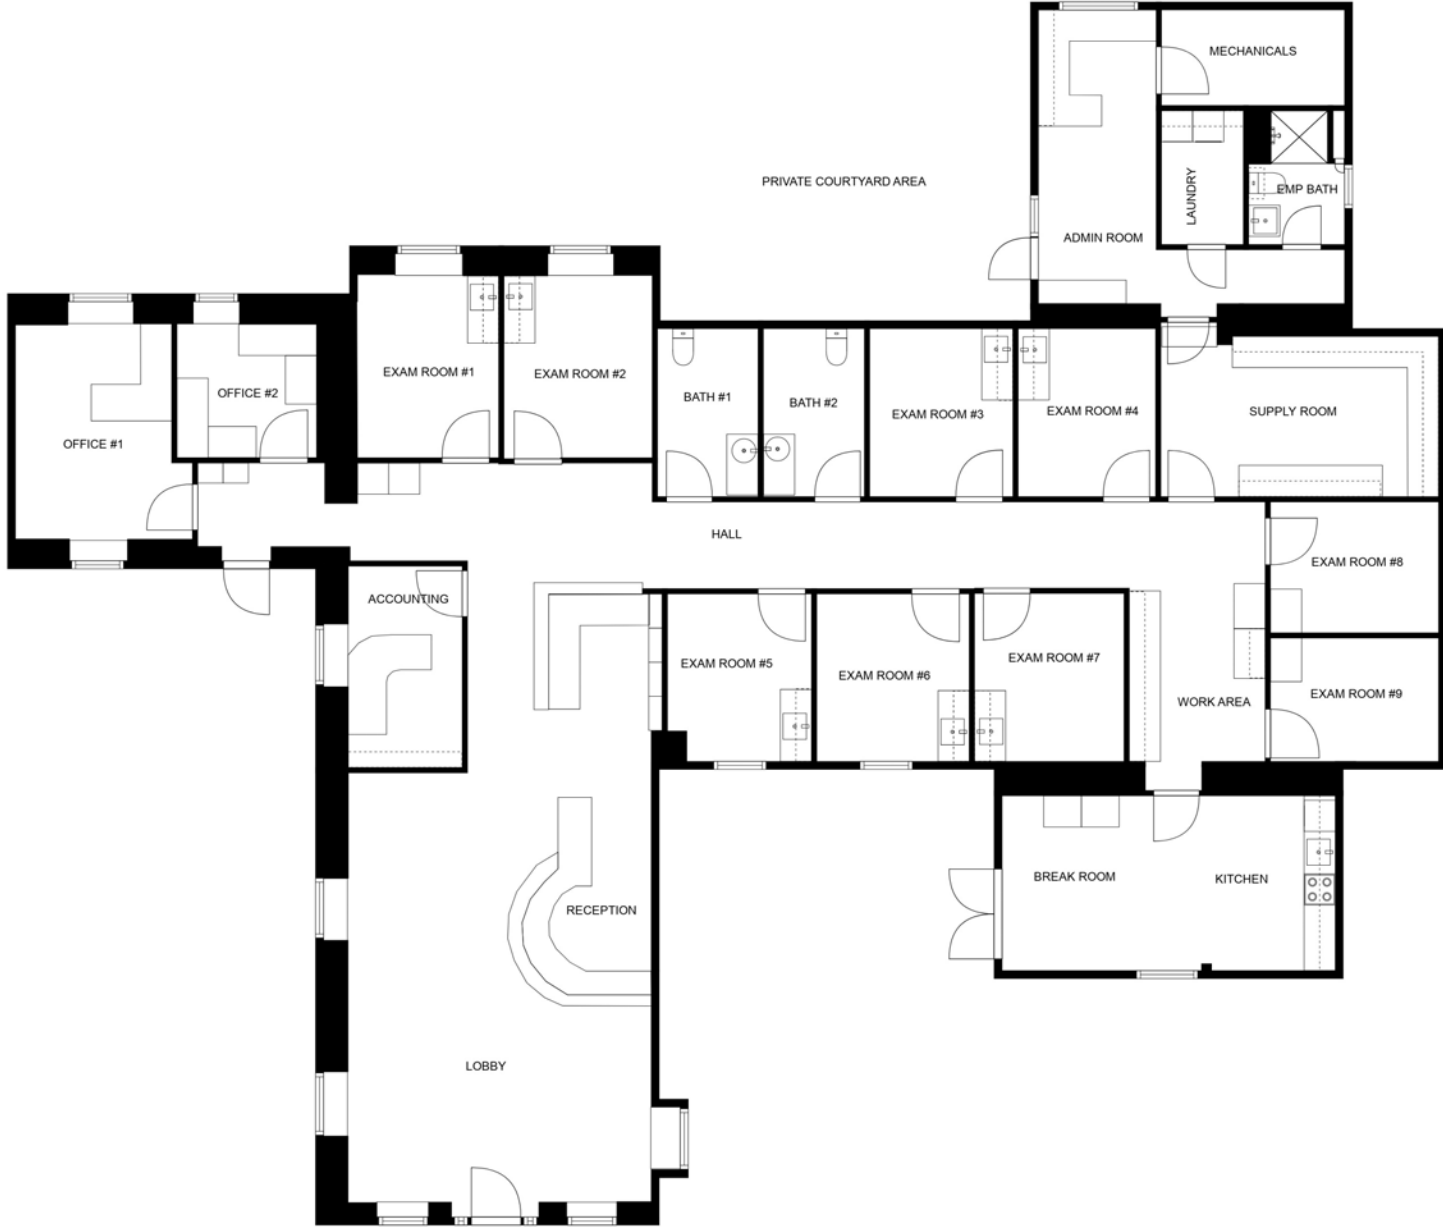 MECHANICALS
PRIVATE COURTYARD AREA
LAUNDRY
EMP BATH
ADMIN ROOM
EXAM ROOM #1
EXAM ROOM #2
OFFICE #2
BATH #1
BATH #2
EXAM ROOM #3
EXAM ROOM #4
SUPPLY ROOM
OFFICE #1
HALL
EXAM ROOM #8
ACCOUNTING
EXAM ROOM #5
EXAM ROOM #6
EXAM ROOM #7
WORK AREA
EXAM ROOM #9
BREAK ROOM
KITCHEN
RECEPTION
LOBBY